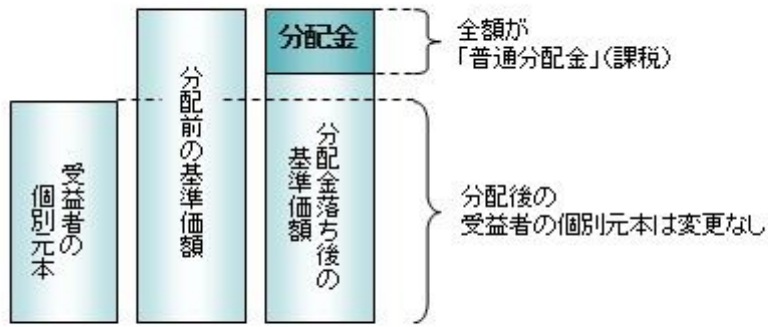 受益者の
個別元本
分配前の基準価額
分配金
分配金落ち後の
基準価額
全額が
「普通分配金」(課税)
分配後の
受益者の個別元本は変更なし